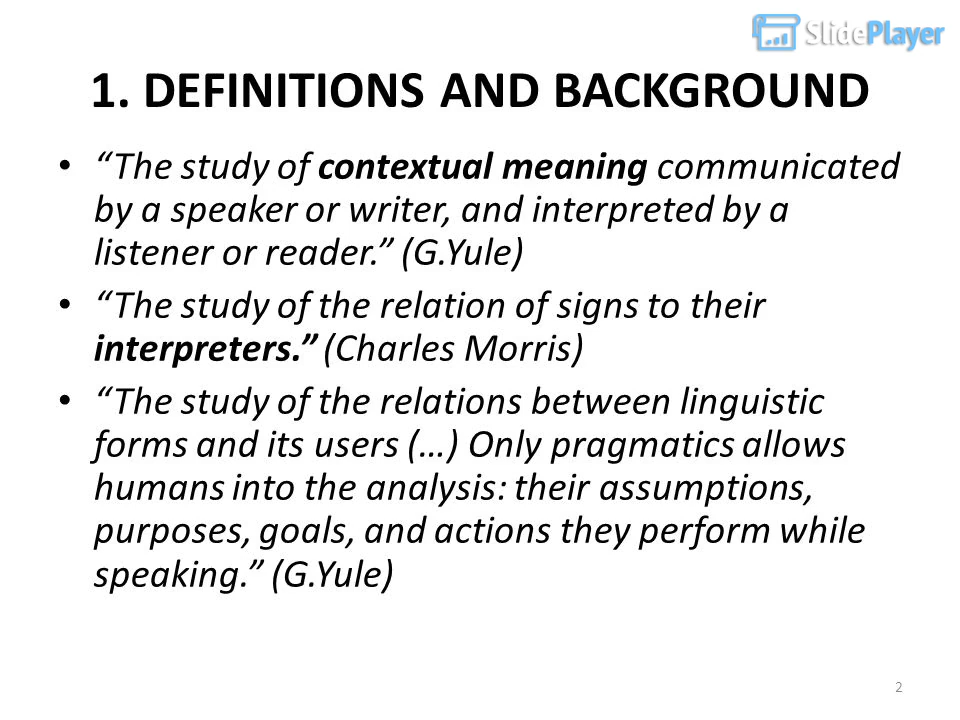 SlidePlayer
1. DEFINITIONS AND BACKGROUND
• “The study of contextual meaning communicated
by a speaker or writer, and interpreted by a
listener or reader.” (G.Yule)
• “The study of the relation of signs to their
interpreters.” (Charles Morris)
• “The study of the relations between linguistic
forms and its users (…) Only pragmatics allows
humans into the analysis: their assumptions,
purposes, goals, and actions they perform while
speaking.” (G.Yule)
2